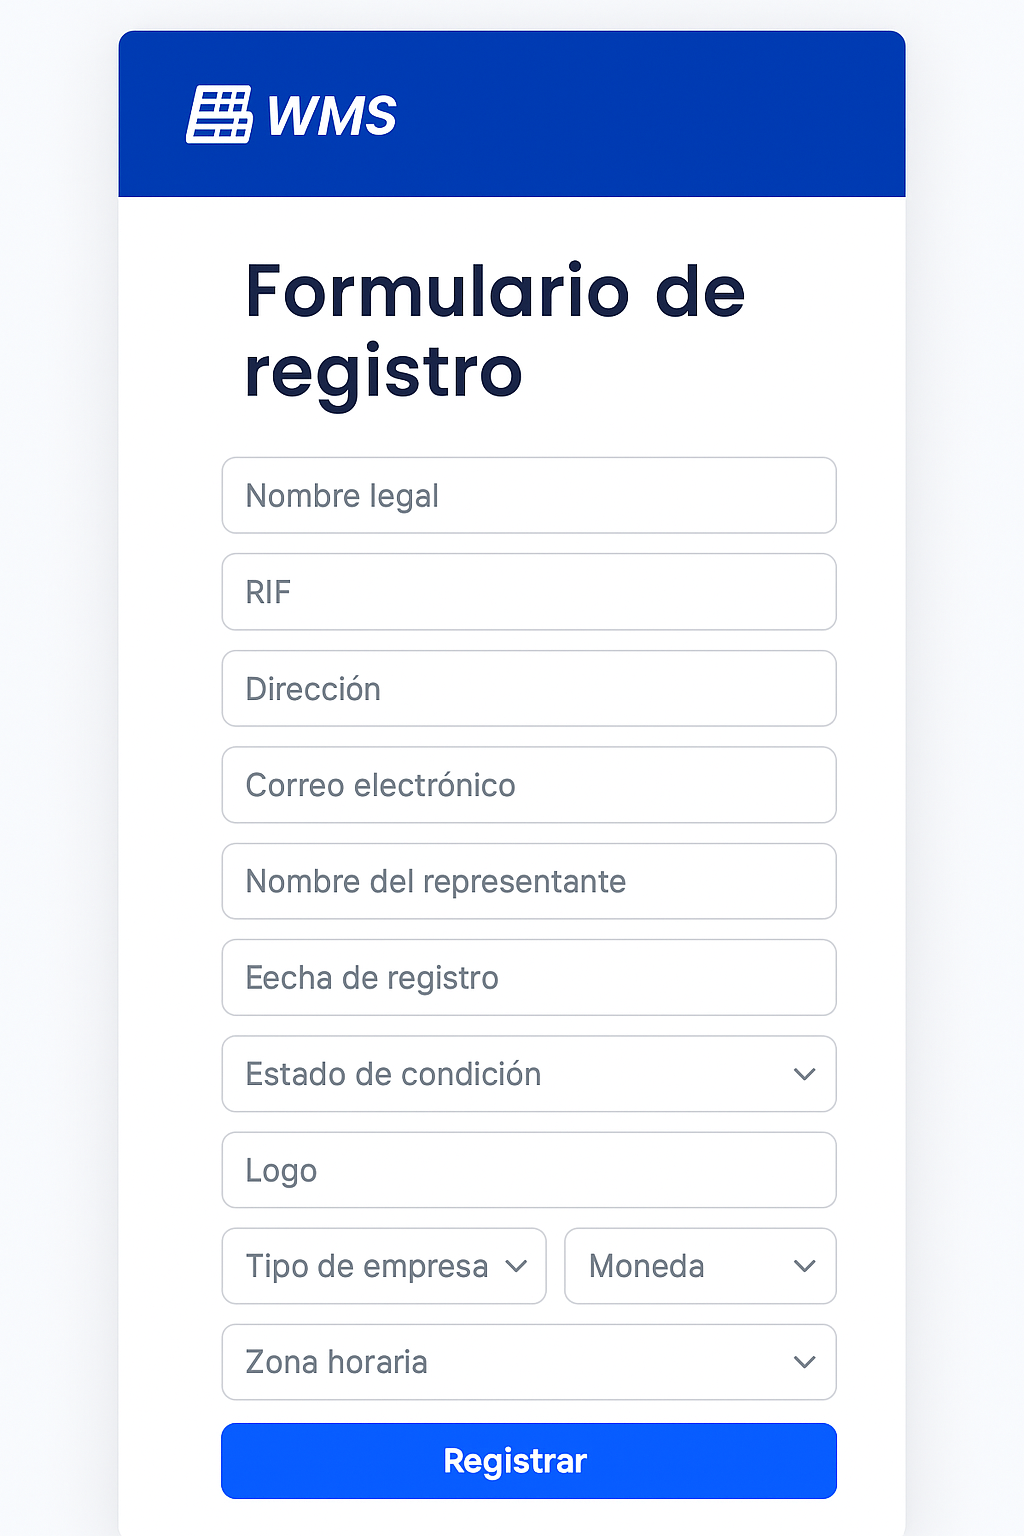 WMS
Formulario de
registro
Nombre legal
RIF
Dirección
Correo electrónico
Nombre del representante
Eecha de registro
Estado de condición
Logo
Tipo de empresa
Moneda
Zona horaria
Registrar